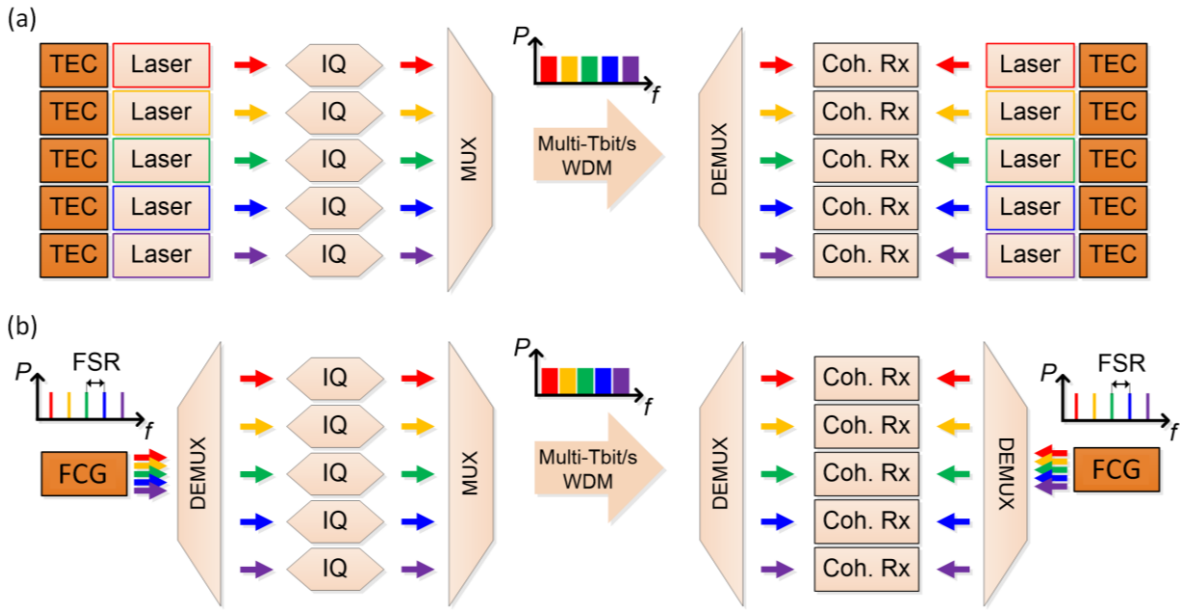 (a)
TEC Laser IQ MUX P f Multi-Tbit/s WDM DEMUX Coh. Rx Laser TEC
TEC Laser IQ Coh. Rx Laser TEC
TEC Laser IQ Coh. Rx Laser TEC
TEC Laser IQ Coh. Rx Laser TEC
TEC Laser IQ Coh. Rx Laser TEC
(b)
P FSR f
FCG
DEMUX
IQ
IQ
IQ
IQ
IQ
MUX
P f
Multi-Tbit/s
WDM
DEMUX
Coh. Rx
Coh. Rx
Coh. Rx
Coh. Rx
Coh. Rx
DEMUX
P FSR f
FCG